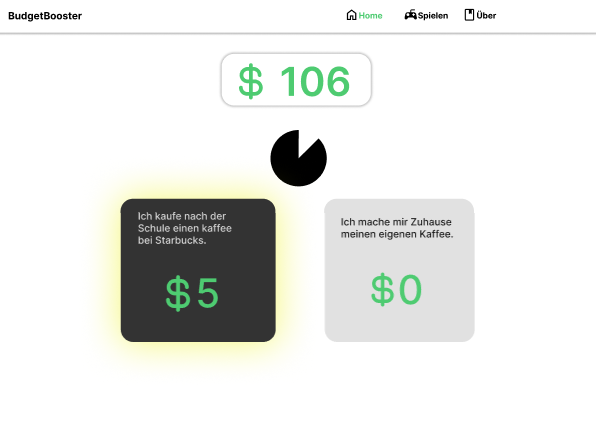 BudgetBooster
Home
Spielen
Über
$ 106
Ich kaufe nach der
Schule einen kaffee
bei Starbucks.
$5
Ich mache mir Zuhause
meinen eigenen Kaffee.
$0